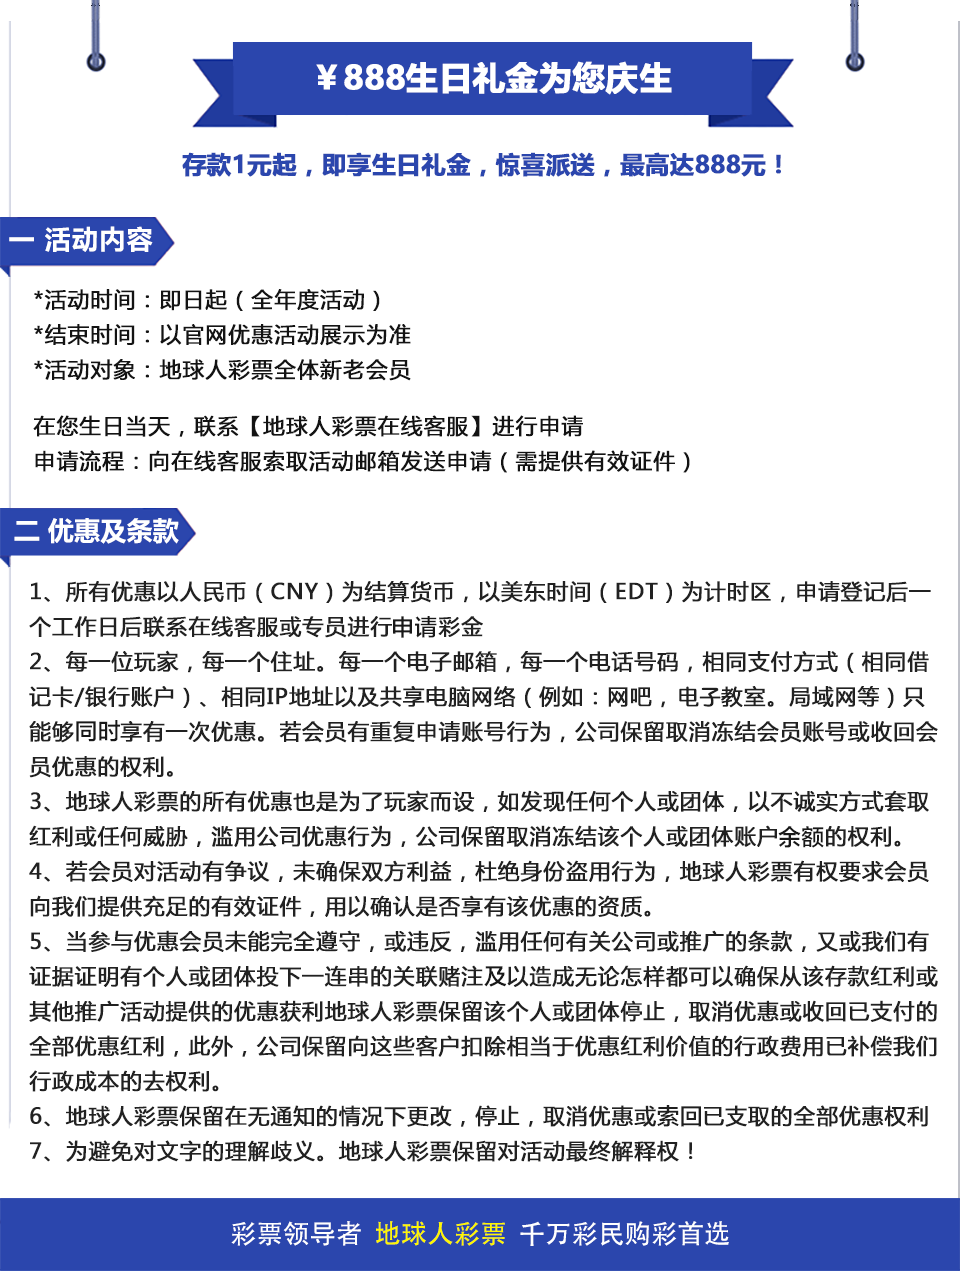 ￥888生日礼金为您庆生
存款1元起，即享生日礼金，惊喜派送，最高达888元！
一 活动内容
*活动时间：即日起（全年度活动）
*结束时间：以官网优惠活动展示为准
*活动对象：地球人彩票全体新老会员
在您生日当天，联系【地球人彩票在线客服】进行申请
申请流程：向在线客服索取活动邮箱发送申请（需提供有效证件）
二 优惠及条款
1、所有优惠以人民币（CNY）为结算货币，以美东时间（EDT）为计时区，申请登记后一
个工作日后联系在线客服或专员进行申请彩金
2、每一位玩家，每一个住址。每一个电子邮箱，每一个电话号码，相同支付方式（相同借
记卡/银行账户）、相同IP地址以及共享电脑网络（例如：网吧，电子教室。局域网等）只
能够同时享有一次优惠。若会员有重复申请账号行为，公司保留取消冻结会员账号或收回会
员优惠的权利。
3、地球人彩票的所有优惠也是为了玩家而设，如发现任何个人或团体，以不诚实方式套取
红利或任何威胁，滥用公司优惠行为，公司保留取消冻结该个人或团体账户余额的权利。
4、若会员对活动有争议，未确保双方利益，杜绝身份盗用行为，地球人彩票有权要求会员
向我们提供充足的有效证件，用以确认是否享有该优惠的资质。
5、当参与优惠会员未能完全遵守，或违反，滥用任何有关公司或推广的条款，又或我们有
证据证明有个人或团体投下一连串的关联赌注及以造成无论怎样都可以确保从该存款红利或
其他推广活动提供的优惠获利地球人彩票保留该个人或团体停止，取消优惠或收回已支付的
全部优惠红利，此外，公司保留向这些客户扣除相当于优惠红利价值的行政费用已补偿我们
行政成本的去权利。
6、地球人彩票保留在无通知的情况下更改，停止，取消优惠或索回已支取的全部优惠权利
7、为避免对文字的理解歧义。地球人彩票保留对活动最终解释权！
彩票领导者 地球人彩票 千万彩民购彩首选